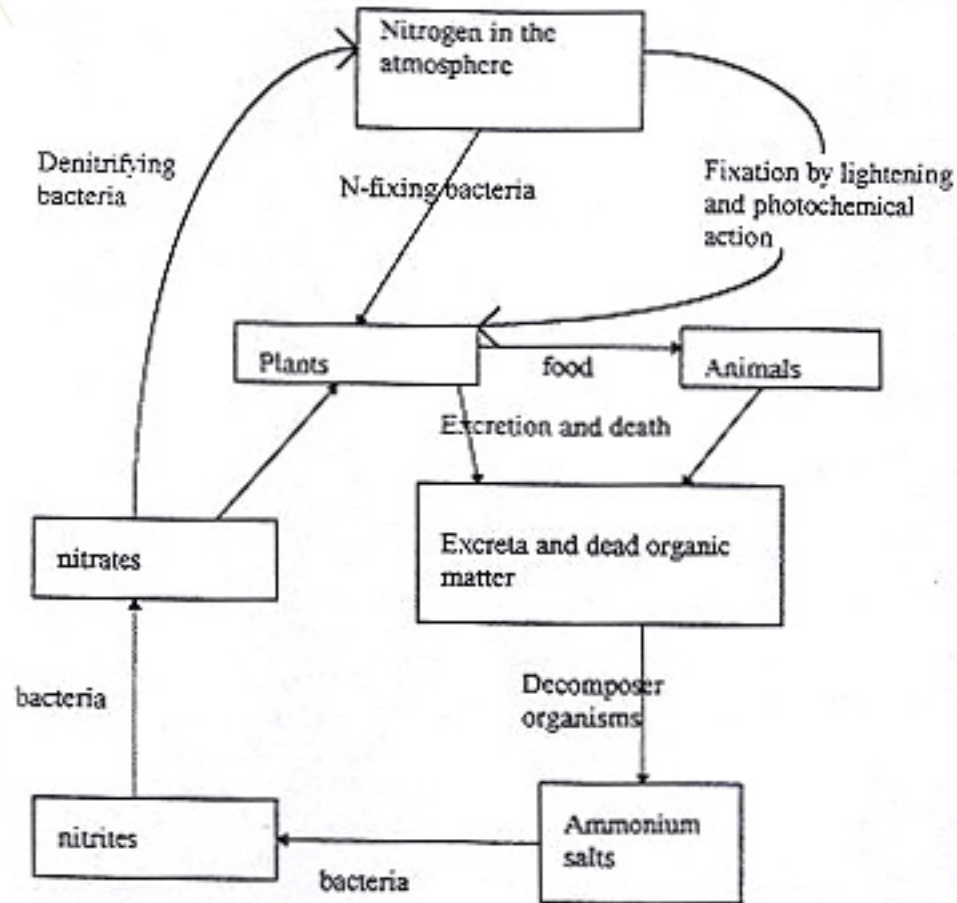 Nitrogen in the
atmosphere
Denitrifying
bacteria
N-fixing bacteria
Fixation by lightening
and photochemical
action
Plants
food
Animals
Excretion and death
nitrates
Excreta and dead organic
matter
bacteria
Decomposer
organisms
nitrites
Ammonium
salts
bacteria